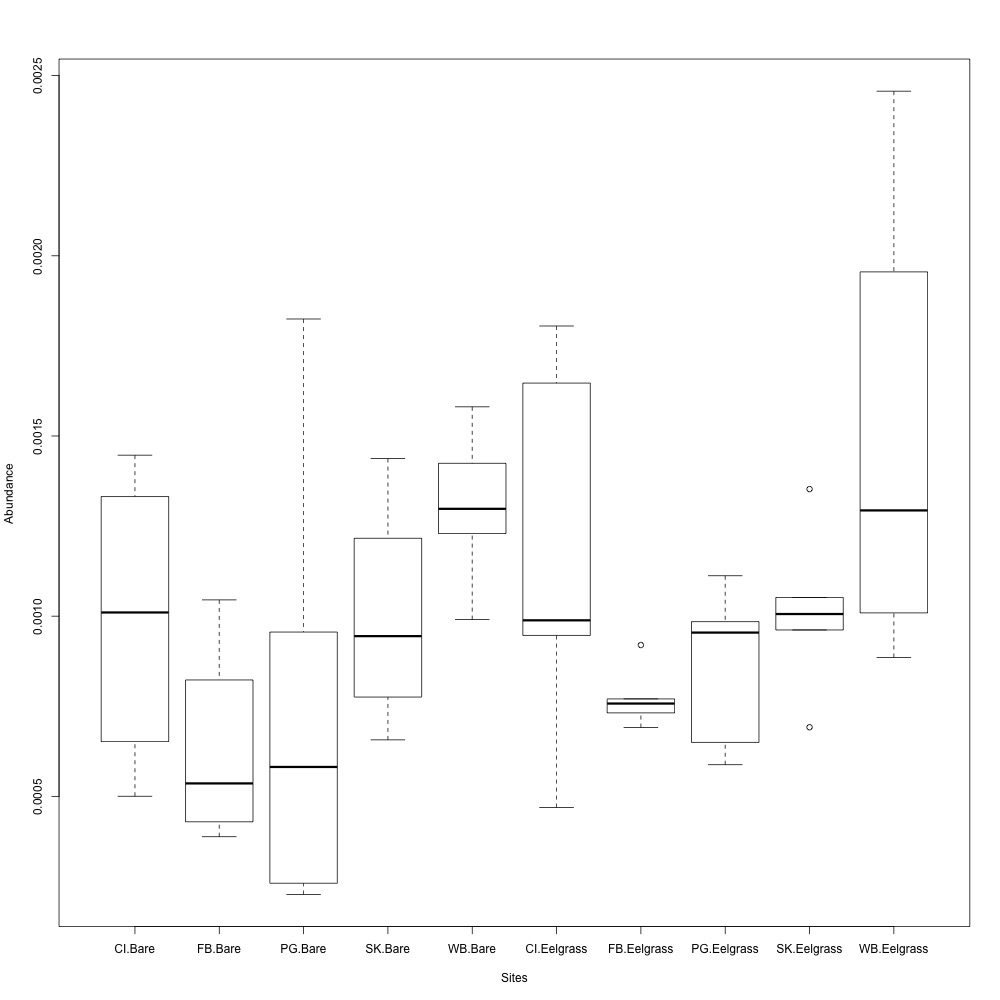 0.0025
0.0020
0.0015
0.0010
0.0005
Abundance
CI.Bare FB.Bare PG.Bare SK.Bare WB.Bare CI.Eelgrass FB.Eelgrass PG.Eelgrass SK.Eelgrass WB.Eelgrass
Sites